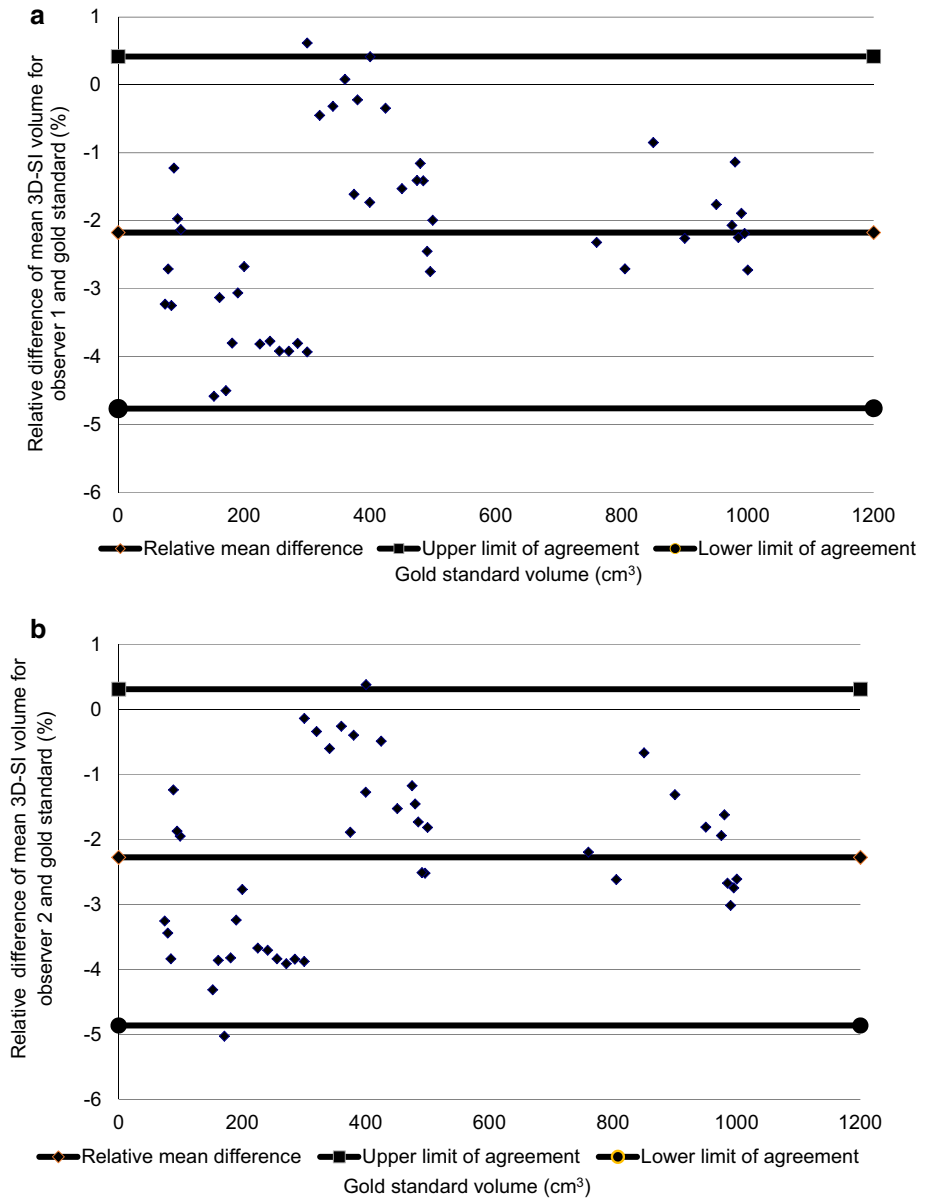 a
Relative difference of mean 3D-SI volume for
observer 1 and gold standard (%)
1
0
-1
-2
-3
-4
-5
-6
0 200 400 600 800 1000 1200
Relative mean difference Upper limit of agreement Lower limit of agreement
Gold standard volume (cm³)
b
Relative difference of mean 3D-SI volume for
observer 2 and gold standard (%)
1
0
-1
-2
-3
-4
-5
-6
0 200 400 600 800 1000 1200
Relative mean difference Upper limit of agreement Lower limit of agreement
Gold standard volume (cm³)